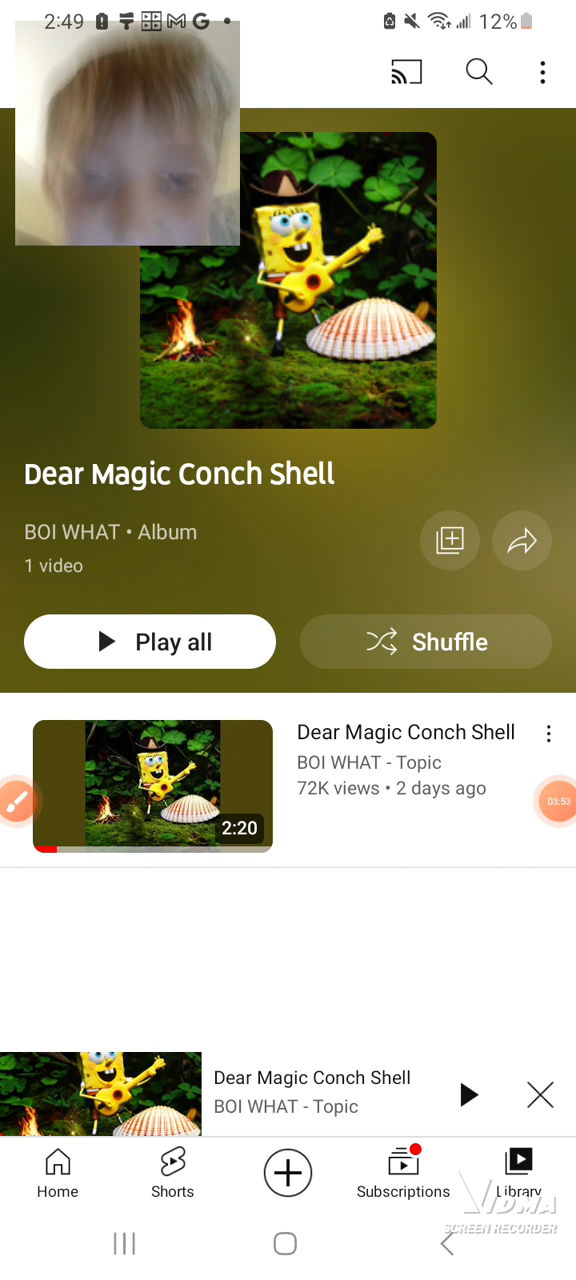 2:49
12%
Dear Magic Conch Shell
BOI WHAT • Album
1 video
Play all
Shuffle
Dear Magic Conch Shell
BOI WHAT - Topic
72K views • 2 days ago
2:20
03:53
Dear Magic Conch Shell
BOI WHAT - Topic
Home
Shorts
Subscriptions
Library
VIDMA
SCREEN RECORDER